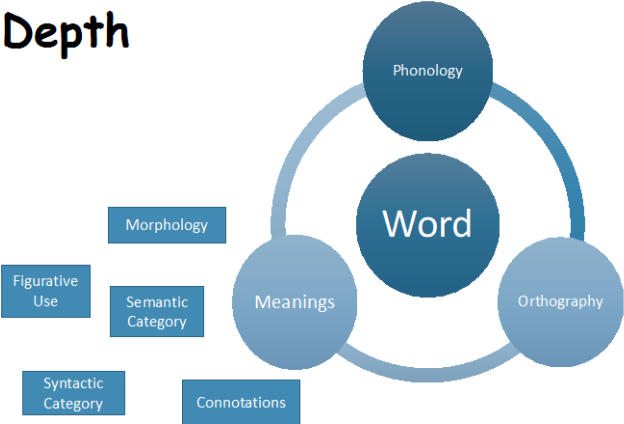 Depth
Phonology
Word
Morphology
Figurative
Use
Semantic
Category
Meanings
Orthography
Syntactic
Category
Connotations